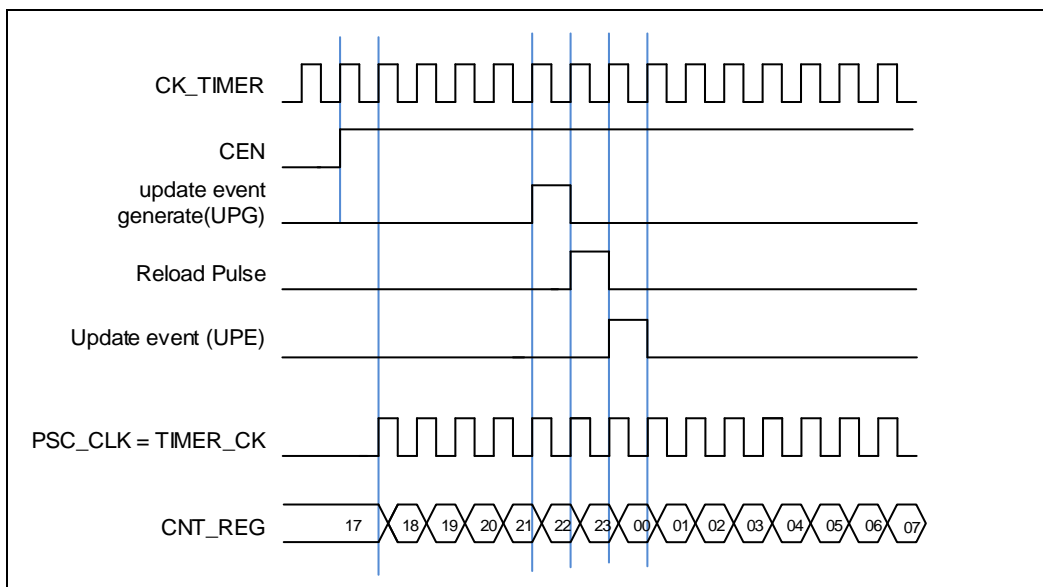 CK_TIMER
CEN
update event
generate(UPG)
Reload Pulse
Update event (UPE)
PSC_CLK = TIMER_CK
CNT_REG 17 18 19 20 21 22 23 00 01 02 03 04 05 06 07